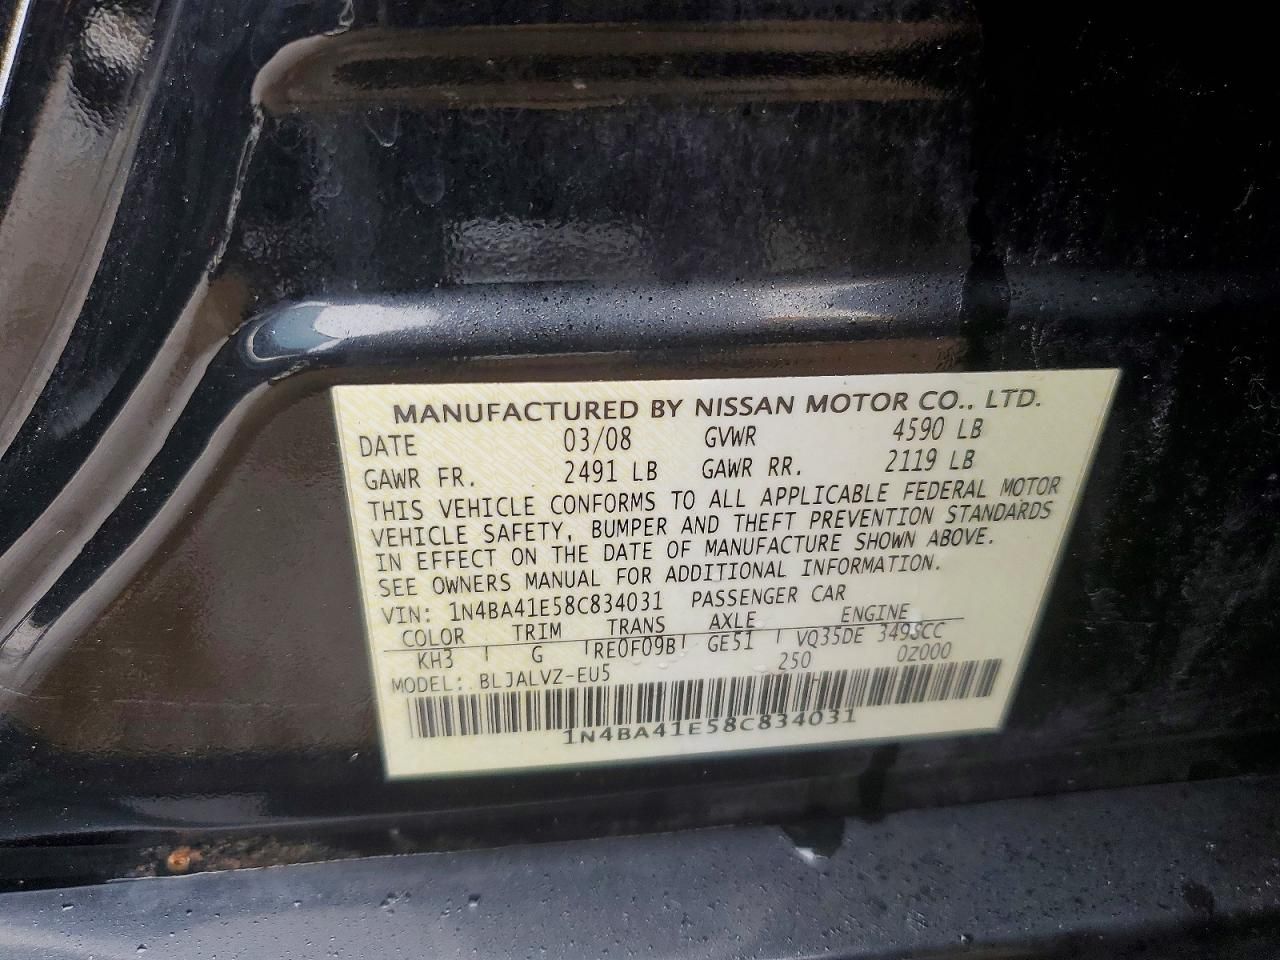 MANUFACTURED BY NISSAN MOTOR CO., LTD.
DATE 03/08 GVWR 4590 LB
GAWR FR. 2491 LB GAWR RR. 2119 LB
THIS VEHICLE CONFORMS TO ALL APPLICABLE FEDERAL MOTOR
VEHICLE SAFETY, BUMPER AND THEFT PREVENTION STANDARDS
IN EFFECT ON THE DATE OF MANUFACTURE SHOWN ABOVE.
SEE OWNERS MANUAL FOR ADDITIONAL INFORMATION.
VIN: 1N4BA41E58C834031 PASSENGER CAR
COLOR TRIM TRANS AXLE ENGINE
KH3 G RE0F09B GE51 VQ35DE 3498CC
MODEL: BLJALVZ-EU5 250 0Z000
1N4BA41E58C834031